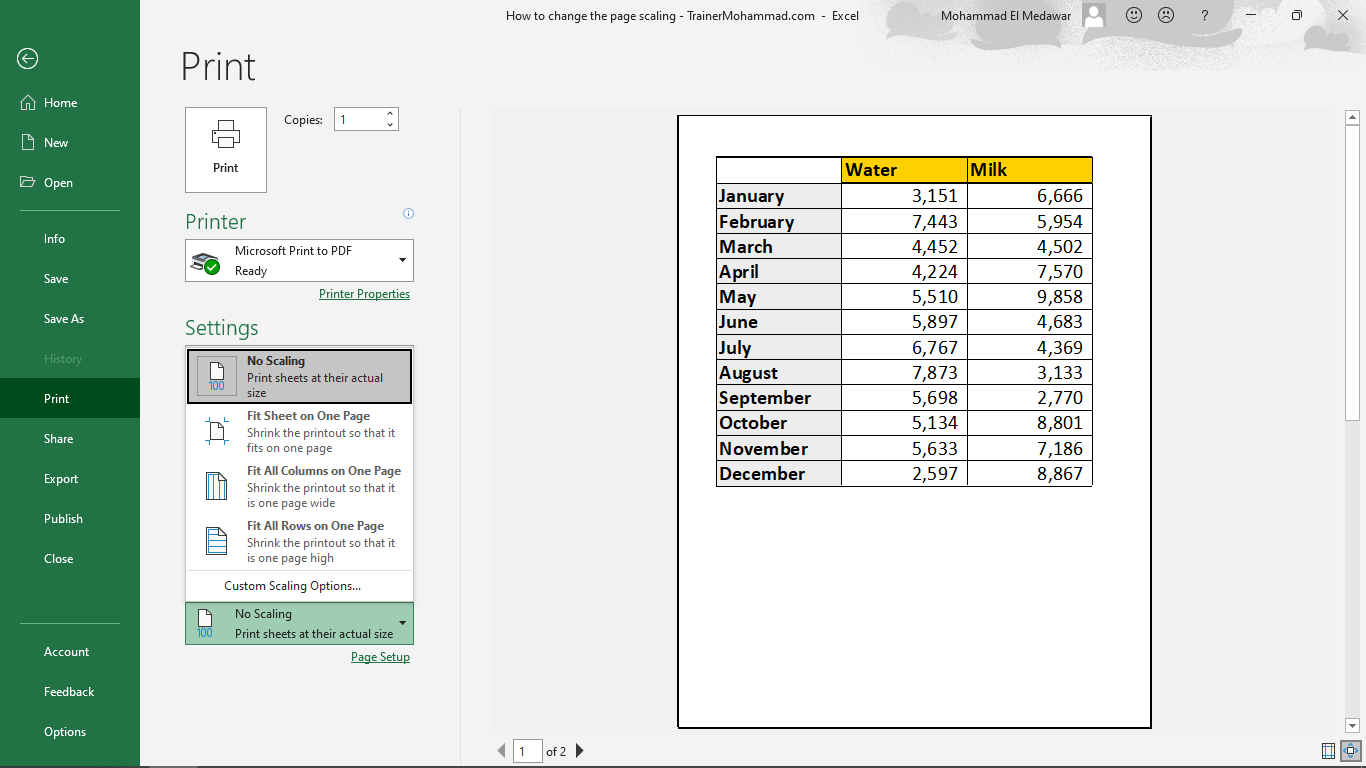 How to change the page scaling - TrainerMohammad.com - Excel
Mohammad El Medawar
?
Home
New
Open
Info
Save
Save As
History
Print
Share
Export
Publish
Close
Account
Feedback
Options
Print
Print
Copies: 1
Printer
Microsoft Print to PDF
Ready
Printer Properties
Settings
No Scaling
Print sheets at their actual
size
100
Fit Sheet on One Page
Shrink the printout so that it
fits on one page
Fit All Columns on One Page
Shrink the printout so that it
is one page wide
Fit All Rows on One Page
Shrink the printout so that it
is one page high
Custom Scaling Options...
No Scaling
100
Print sheets at their actual size
Page Setup
Water Milk
January 3,151 6,666
February 7,443 5,954
March 4,452 4,502
April 4,224 7,570
May 5,510 9,858
June 5,897 4,683
July 6,767 4,369
August 7,873 3,133
September 5,698 2,770
October 5,134 8,801
November 5,633 7,186
December 2,597 8,867
1 of 2